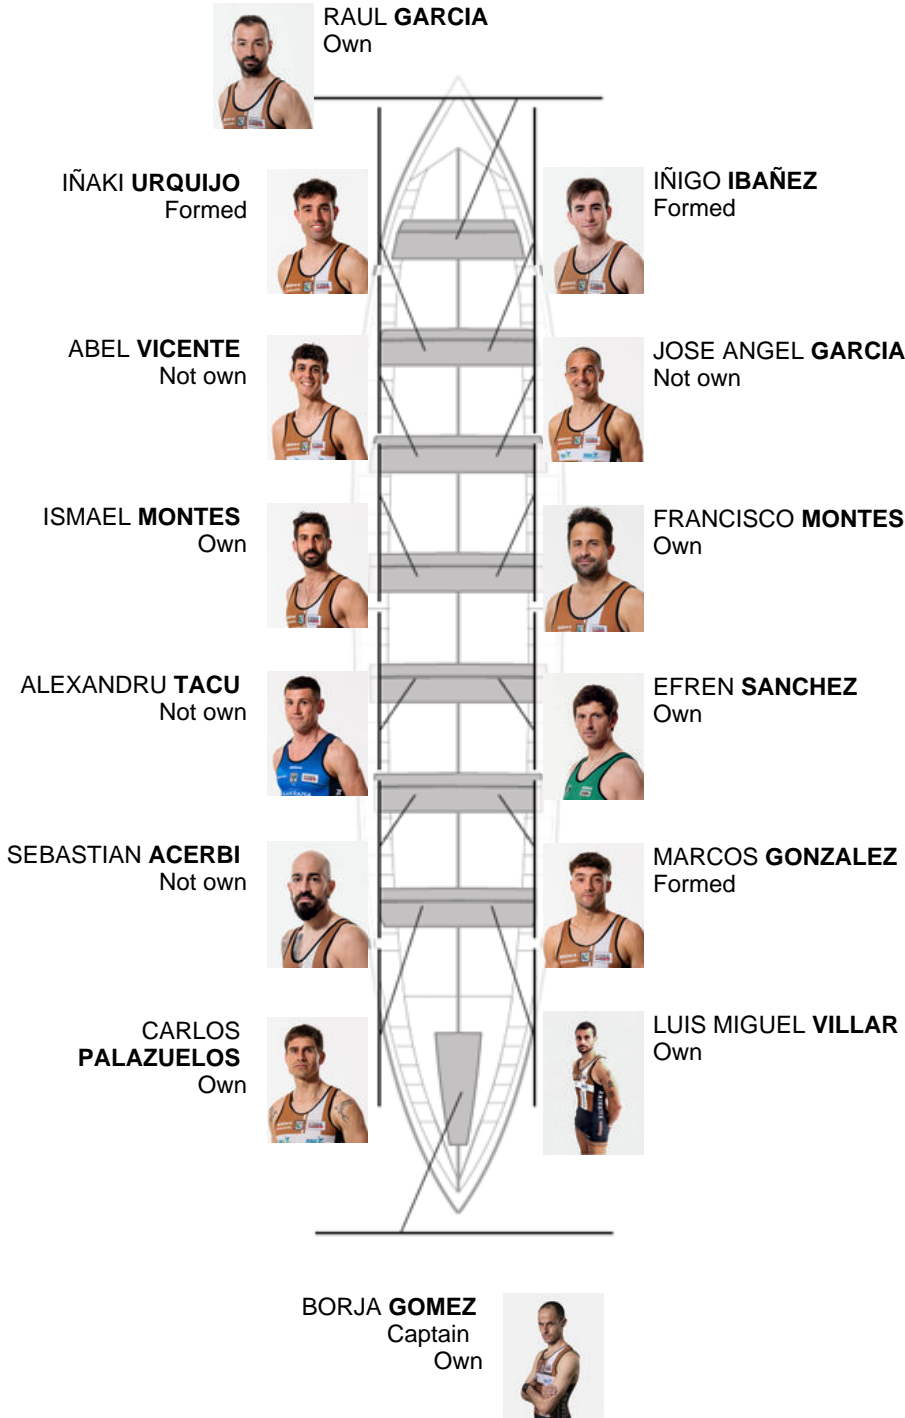 RAUL GARCIA
Own
IÑAKI URQUIJO
Formed
IÑIGO IBAÑEZ
Formed
ABEL VICENTE
Not own
JOSE ANGEL GARCIA
Not own
ISMAEL MONTES
Own
FRANCISCO MONTES
Own
ALEXANDRU TACU
Not own
EFREN SANCHEZ
Own
SEBASTIAN ACERBI
Not own
MARCOS GONZALEZ
Formed
CARLOS
PALAZUELOS
Own
LUIS MIGUEL VILLAR
Own
BORJA GOMEZ
Captain
Own